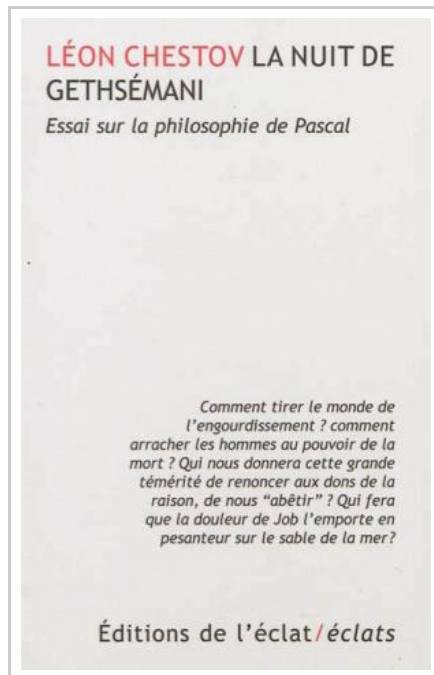 LÉON CHESTOV LA NUIT DE
GETHSÉMANI
Essai sur la philosophie de Pascal
Comment tirer le monde de
l’engourdissement ? comment
arracher les hommes au pouvoir de la
mort ? Qui nous donnera cette grande
témérité de renoncer aux dons de la
raison, de nous “abêtir” ? Qui fera
que la douleur de Job l’emporte en
pesanteur sur le sable de la mer?
Éditions de l’éclat/éclats